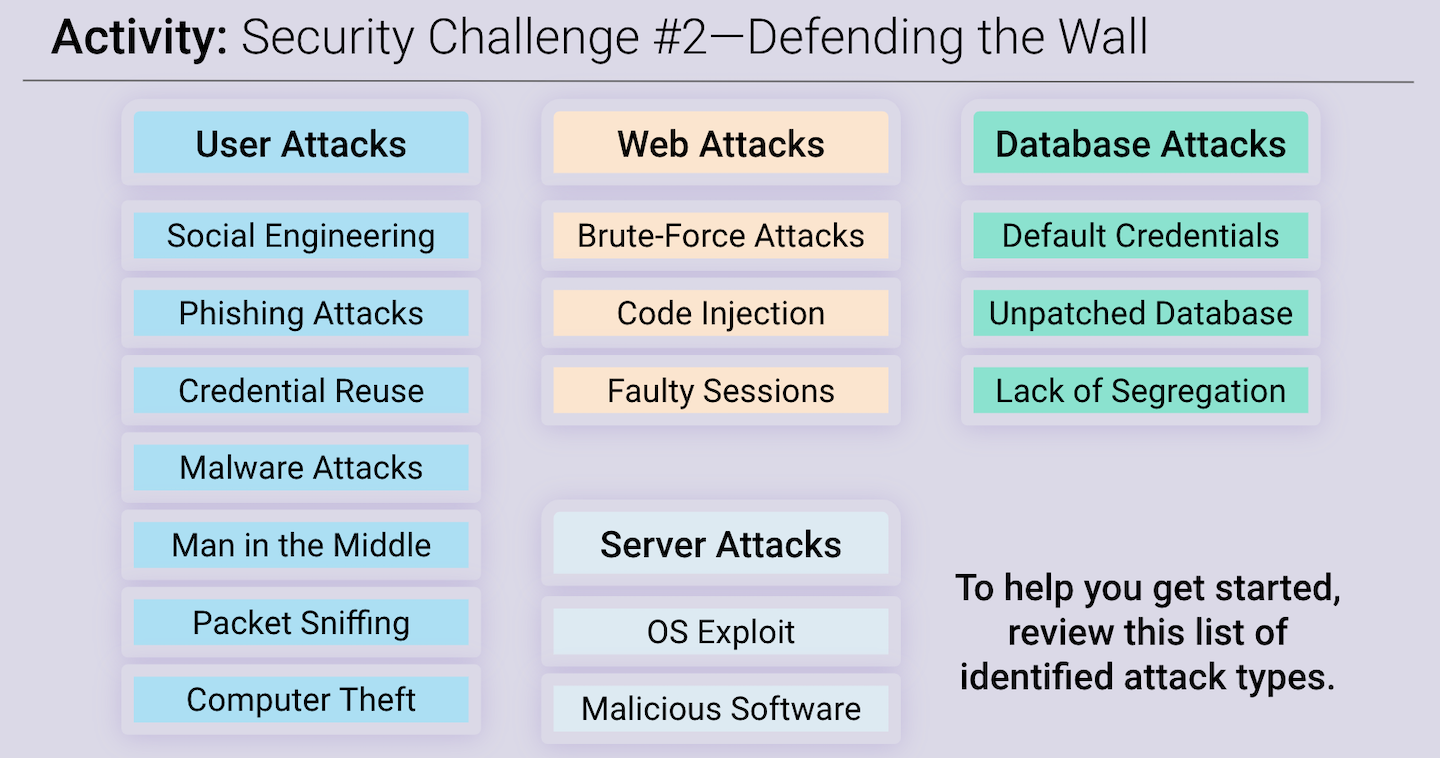 Activity: Security Challenge #2—Defending the Wall
User Attacks
Social Engineering
Phishing Attacks
Credential Reuse
Malware Attacks
Man in the Middle
Packet Sniffing
Computer Theft
Web Attacks
Brute-Force Attacks
Code Injection
Faulty Sessions
Server Attacks
OS Exploit
Malicious Software
Database Attacks
Default Credentials
Unpatched Database
Lack of Segregation
To help you get started,
review this list of
identified attack types.